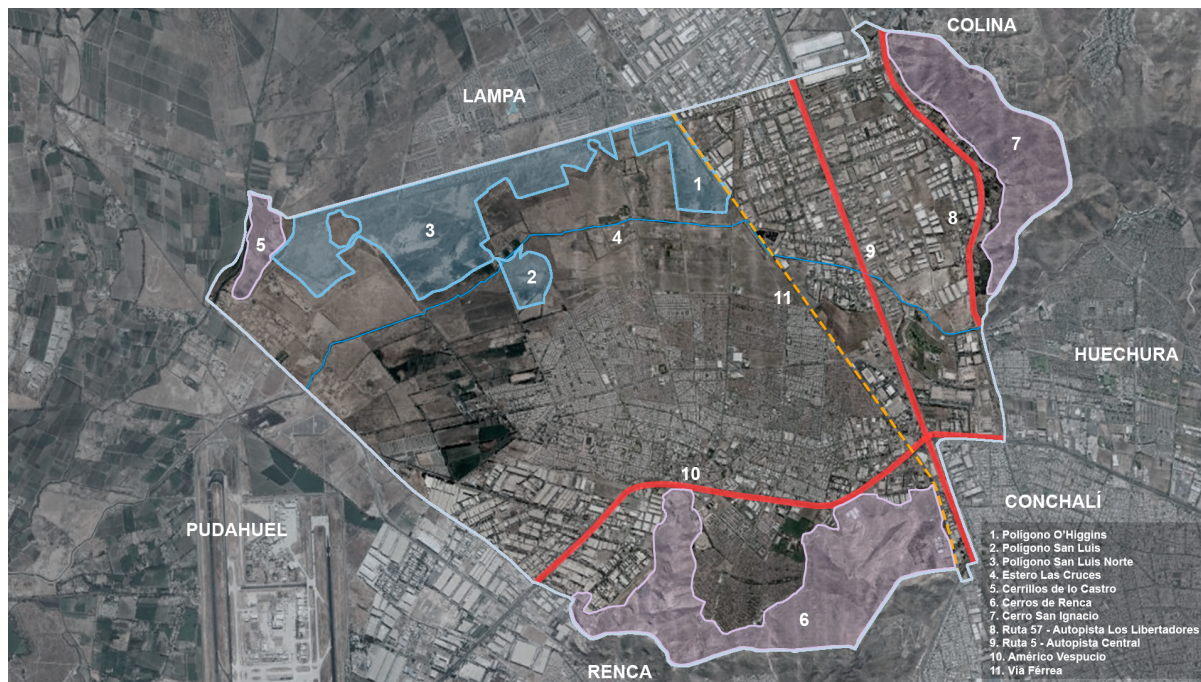 COLINA
LAMPA
7
1
3
5
4
8
9
2
11
HUECHURA
10
CONCHALÍ
PUDAHUEL
6
RENCA
1. Polígono O'Higgins
2. Polígono San Luis
3. Polígono San Luis Norte
4. Estero Las Cruces
5. Cerrillos de lo Castro
6. Cerros de Renca
7. Cerro San Ignacio
8. Ruta 57 - Autopista Los Libertadores
9. Ruta 5 - Autopista Central
10. Américo Vespucio
11. Vía Férrea